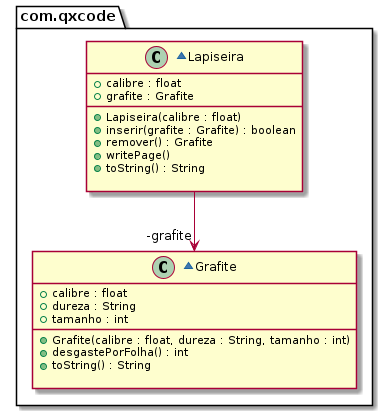 com.qxcode
C ~Lapiseira
calibre : float
grafite : Grafite
Lapiseira(calibre : float)
inserir(grafite : Grafite) : boolean
remover() : Grafite
writePage()
toString() : String
-grafite
C ~Grafite
calibre : float
dureza : String
tamanho : int
Grafite(calibre : float, dureza : String, tamanho : int)
desgastePorFolha() : int
toString() : String